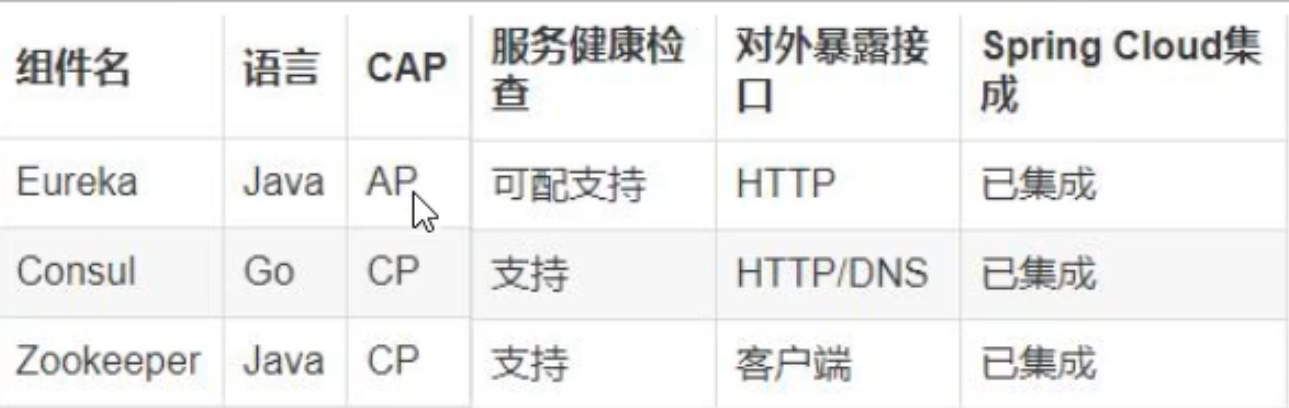 组件名 语言 CAP 服务健康检查 对外暴露接口 Spring Cloud集成
Eureka Java AP 可配支持 HTTP 已集成
Consul Go CP 支持 HTTP/DNS 已集成
Zookeeper Java CP 支持 客户端 已集成